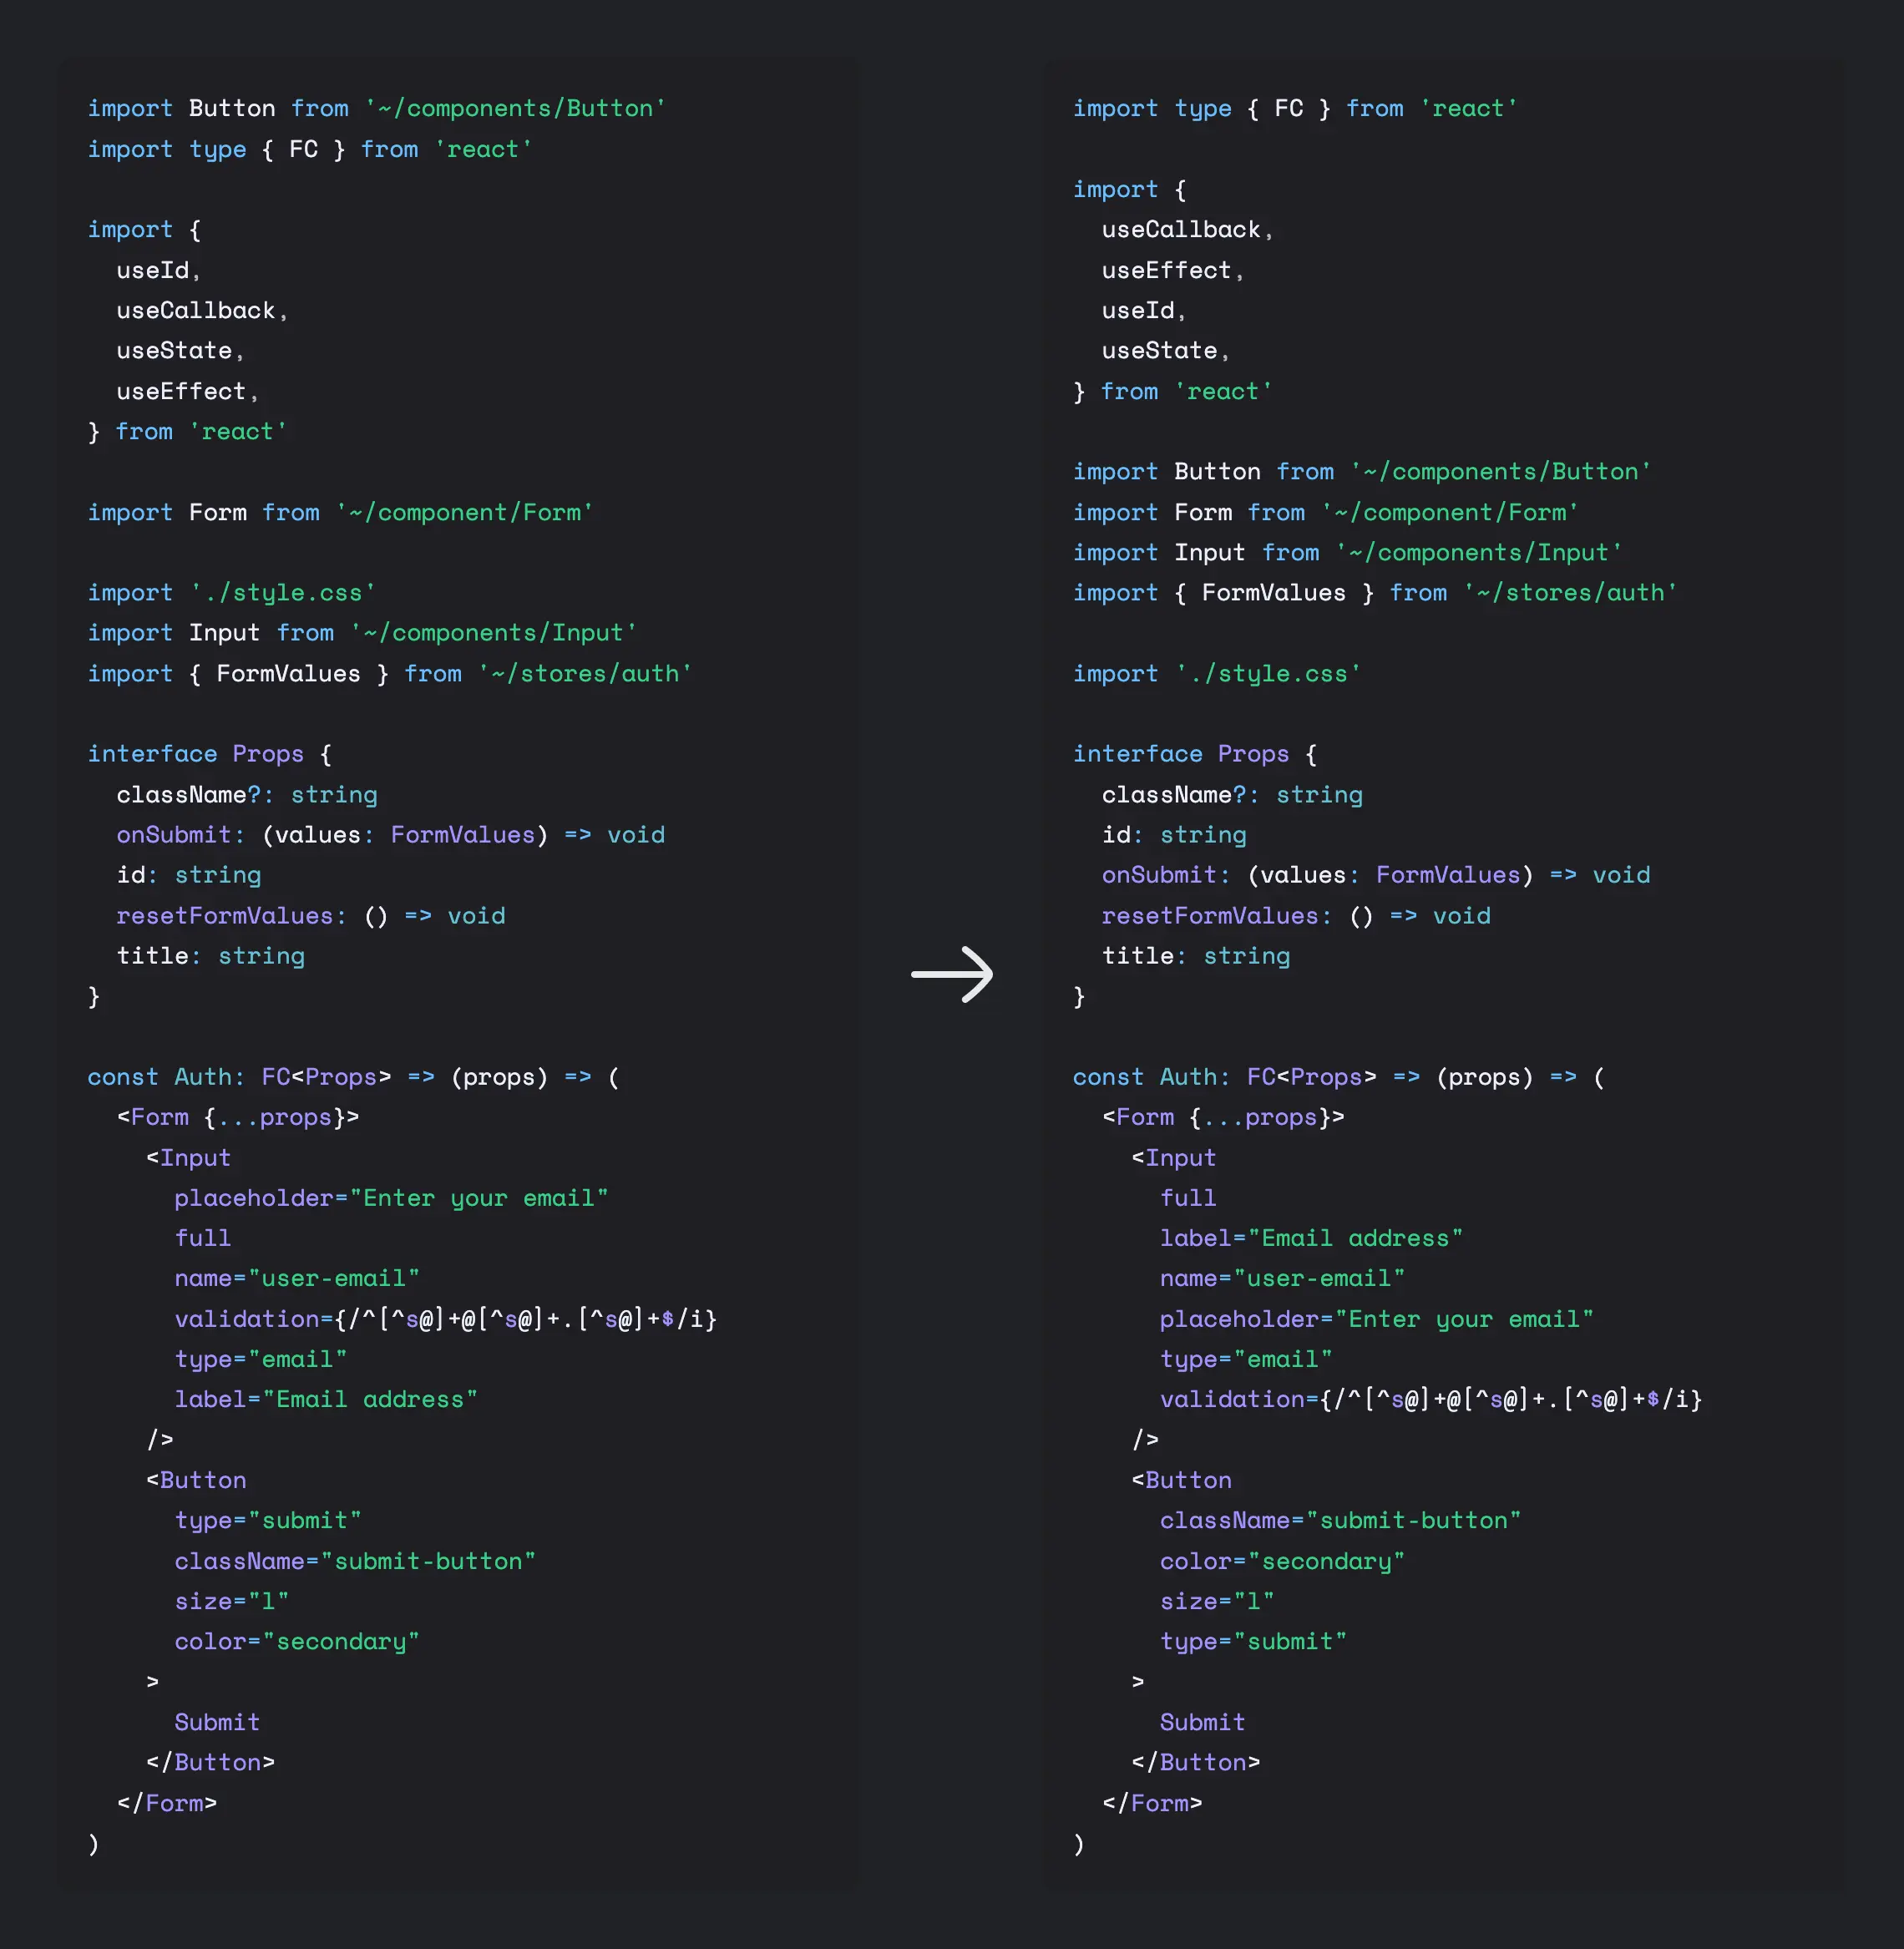 import Button from '~/components/Button'
import type { FC } from 'react'
import {
useId,
useCallback,
useState,
useEffect,
} from 'react'
import Form from '~/component/Form'
import './style.css'
import Input from '~/components/Input'
import { FormValues } from '~/stores/auth'
interface Props {
className?: string
onSubmit: (values: FormValues) => void
id: string
resetFormValues: () => void
title: string
}
const Auth: FC<Props> => (props) => (
<Form {...props}>
<Input
placeholder="Enter your email"
full
name="user-email"
validation={/^[^s@]+@[^s@]+.[^s@]+$/i}
type="email"
label="Email address"
/>
<Button
type="submit"
className="submit-button"
size="l"
color="secondary"
>
Submit
</Button>
</Form>
)
import type { FC } from 'react'
import {
useCallback,
useEffect,
useId,
useState,
} from 'react'
import Button from '~/components/Button'
import Form from '~/component/Form'
import Input from '~/components/Input'
import { FormValues } from '~/stores/auth'
import './style.css'
interface Props {
className?: string
id: string
onSubmit: (values: FormValues) => void
resetFormValues: () => void
title: string
}
const Auth: FC<Props> => (props) => (
<Form {...props}>
<Input
full
label="Email address"
name="user-email"
placeholder="Enter your email"
type="email"
validation={/^[^s@]+@[^s@]+.[^s@]+$/i}
/>
<Button
className="submit-button"
color="secondary"
size="l"
type="submit"
>
Submit
</Button>
</Form>
)